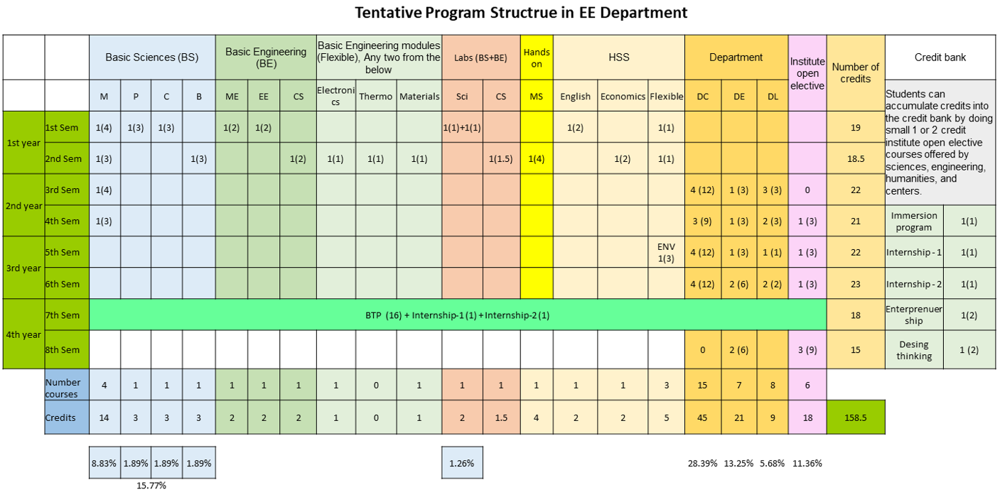 Tentative Program Structrue in EE Department
Basic Sciences (BS)
Basic Engineering
(BE)
Basic Engineering modules
(Flexible), Any two from the
below
Labs (BS+BE)
Hands
on
HSS
Department
Institute
open
elective
Number of
credits
Credit bank
M P C B ME EE CS Electroni
cs Thermo Materials Sci CS MS English Economics Flexible DC DE DL
Students can
accumulate credits into
the credit bank by doing
small 1 or 2 credit
institute open elective
courses offered by
sciences, engineering,
humanities, and
centers.
1st year
1st Sem 1(4) 1(3) 1(3) 1(2) 1(2) 1(1)+1(1) 1(2) 1(1) 19
2nd Sem 1(3) 1(3) 1(2) 1(1) 1(1) 1(1) 1(1.5) 1(4) 1(2) 1(1) 18.5
2nd year
3rd Sem 1(4) 4 (12) 1 (3) 3 (3) 0 22
4th Sem 1(3) 3 (9) 1 (3) 2 (3) 1 (3) 21
Immersion
program 1(1)
3rd year
5th Sem ENV
1(3) 4 (12) 1 (3) 1 (1) 1 (3) 22 Internship - 1 1(1)
6th Sem 4 (12) 2 (6) 2 (2) 1 (3) 23 Internship - 2 1(1)
4th year
7th Sem BTP (16) + Internship-1 (1) +Internship-2 (1) 18
Enterprenuer
ship 1(2)
8th Sem 0 2 (6) 3 (9) 15
Desing
thinking 1 (2)
Number
courses 4 1 1 1 1 1 1 1 0 1 1 1 1 1 1 3 15 7 8 6
Credits 14 3 3 3 2 2 2 1 0 1 2 1.5 4 2 2 5 45 21 9 18 158.5
8.83% 1.89% 1.89% 1.89% 1.26% 28.39% 13.25% 5.68% 11.36%
15.77%